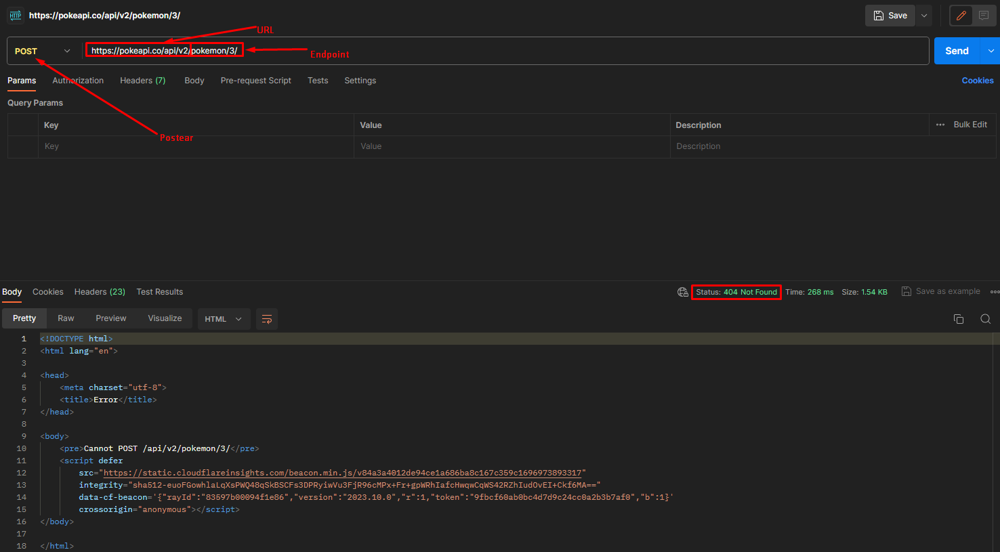 HTTP https://pokeapi.co/api/v2/pokemon/3/ Save
URL
POST https://pokeapi.co/api/v2/pokemon/3/ Send
Endpoint
Params Authorization Headers (7) Body Pre-request Script Tests Settings Cookies
Query Params
Key Value Description Bulk Edit
Postear
Key Value Description
Body Cookies Headers (23) Test Results Status: 404 Not Found Time: 268 ms Size: 1.54 KB Save as example
Pretty Raw Preview Visualize HTML
1 <!DOCTYPE html>
2 <html lang="en">
3
4 <head>
5 <meta charset="utf-8">
6 <title>Error</title>
7 </head>
8
9 <body>
10 <pre>Cannot POST /api/v2/pokemon/3/</pre>
11 <script defer
12 src="https://static.cloudflareinsights.com/beacon.min.js/v84a3a4012de94ce1a686ba8c167c359c1696973893317"
13 integrity="sha512-euoFGowhlaLqXsPWQ48qSkBSCFs3DPRyiwVu3FjR96cMPx+Fr+gpWRhIafcHwqwCqWS42RZhIudOvEI+Ckf6MA=="
14 data-cf-beacon='{"rayId":"83597b00094f1e86","version":"2023.10.0","r":1,"token":"9fbcf60ab0bc4d7d9c24cc0a2b3b7af0","b":1}'
15 crossorigin="anonymous"></script>
16 </body>
17
18 </html>